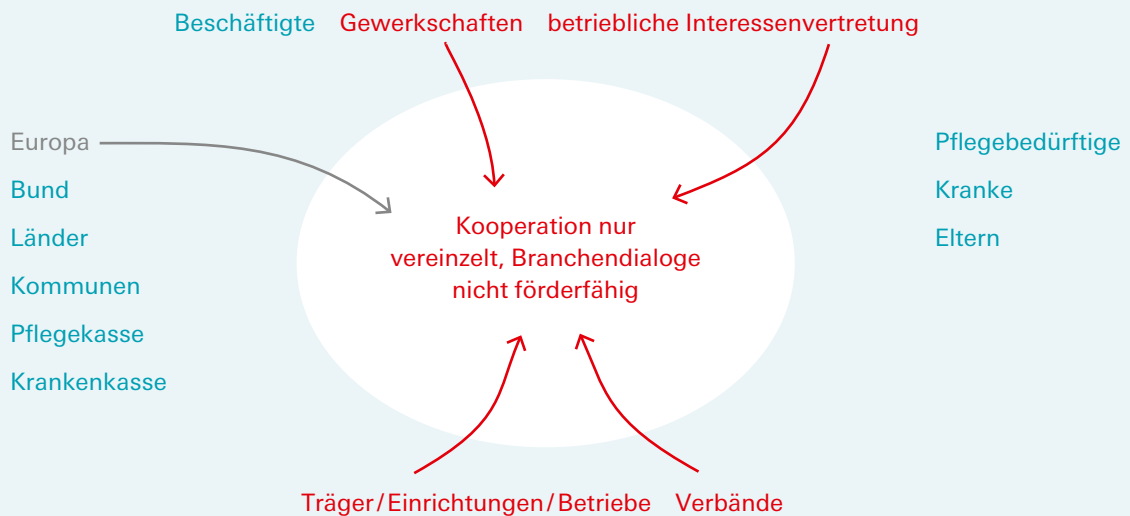 Beschäftigte Gewerkschaften betriebliche Interessenvertretung
Europa
Bund
Länder
Kommunen
Pflegekasse
Krankenkasse
Kooperation nur
vereinzelt, Branchendialoge
nicht förderfähig
Pflegebedürftige
Kranke
Eltern
Träger/Einrichtungen/Betriebe Verbände